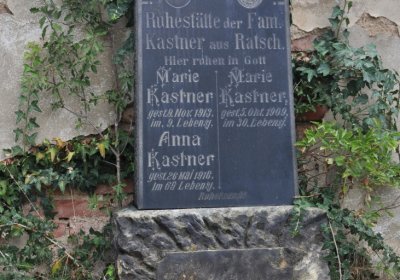 Ruhestätte der Fam.
Kastner aus Ratsch.
Hier ruhen in Gott
Marie
Kastner
gest. 8. Nov. 1913.
im 9. Lebensj.
Marie
Kastner,
gest. 5. Okt. 1909,
im 30. Lebensj.
Anna
Kastner
gest. 26 Mai 1916.
im 69 Lebensj.